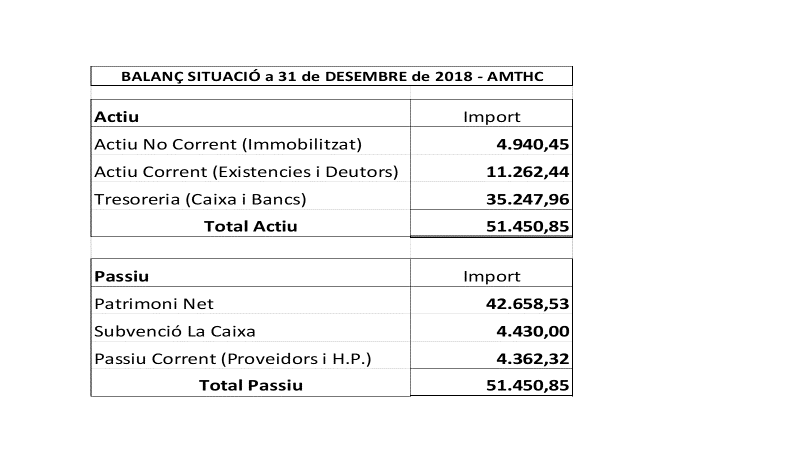 BALANÇ SITUACIÓ a 31 de DESEMBRE de 2018 - AMTHC
Actiu Import
Actiu No Corrent (Immobilitzat) 4.940,45
Actiu Corrent (Existencies i Deutors) 11.262,44
Tresoreria (Caixa i Bancs) 35.247,96
Total Actiu 51.450,85
Passiu Import
Patrimoni Net 42.658,53
Subvenció La Caixa 4.430,00
Passiu Corrent (Proveidors i H.P.) 4.362,32
Total Passiu 51.450,85